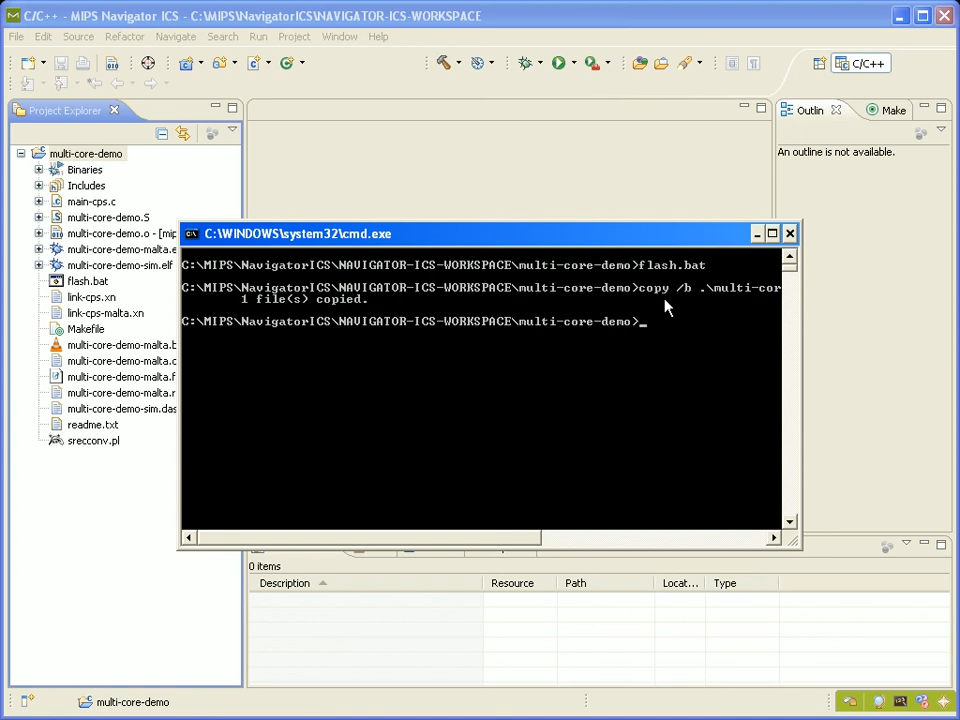 C/C++ - MIPS Navigator ICS - C:\MIPS\NavigatorICS\NAVIGATOR-ICS-WORKSPACE
File Edit Source Refactor Navigate Search Run Project Window Help
C/C++
Project Explorer
Outlin
Make
An outline is not available.
multi-core-demo
Binaries
Includes
main-cps.c
multi-core-demo.S
multi-core-demo.o - [mip
multi-core-demo-malta.e
multi-core-demo-sim.elf
flash.bat
link-cps.xn
link-cps-malta.xn
Makefile
multi-core-demo-malta.b
multi-core-demo-malta.
multi-core-demo-malta.f
multi-core-demo-malta.r
multi-core-demo-sim.das
readme.txt
srecconv.pl
C:\WINDOWS\system32\cmd.exe
C:\MIPS\NavigatorICS\NAVIGATOR-ICS-WORKSPACE\multi-core-demo>flash.bat
C:\MIPS\NavigatorICS\NAVIGATOR-ICS-WORKSPACE\multi-core-demo>copy /b .\multi-cor
1 file(s) copied.
C:\MIPS\NavigatorICS\NAVIGATOR-ICS-WORKSPACE\multi-core-demo>_
0 items
Description Resource Path Locat... Type
multi-core-demo